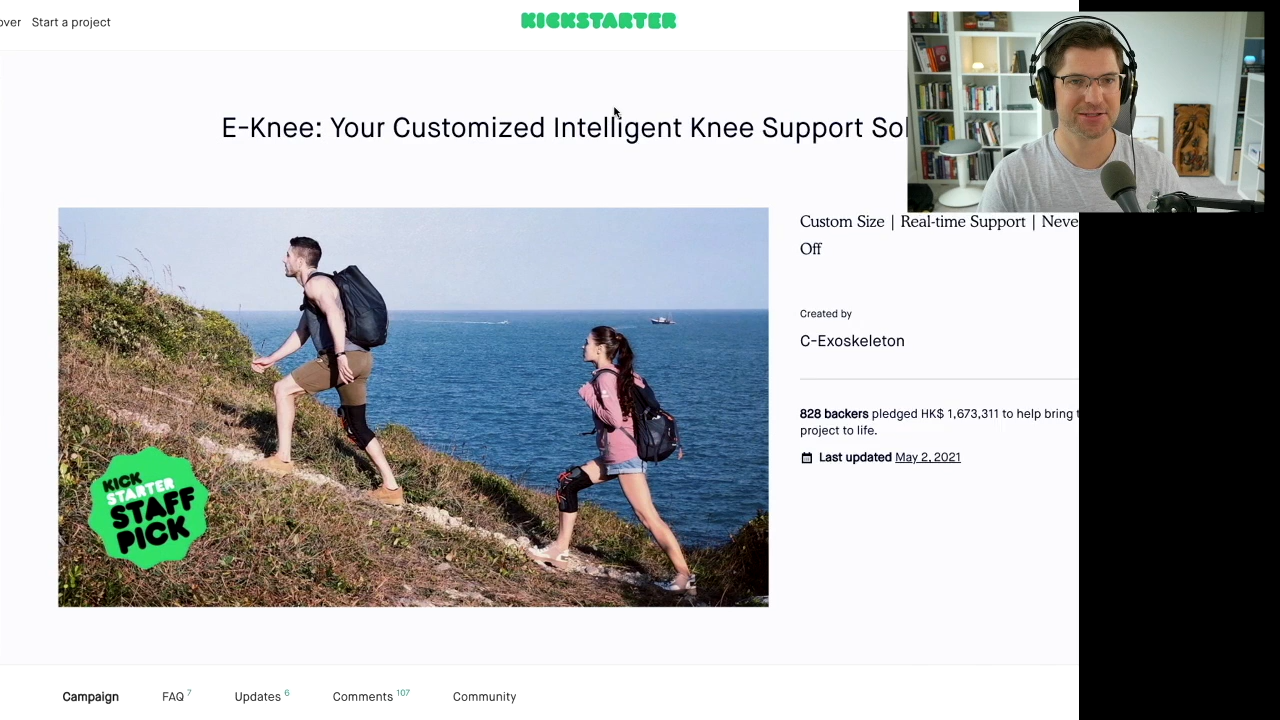 over Start a project
KICKSTARTER
E-Knee: Your Customized Intelligent Knee Support Sol
Custom Size | Real-time Support | Neve
Off
Created by
C-Exoskeleton
828 backers pledged HK$ 1,673,311 to help bring t
project to life.
Last updated May 2, 2021
KICK
STARTER
STAFF
PICK
Campaign FAQ 7 Updates 6 Comments 107 Community